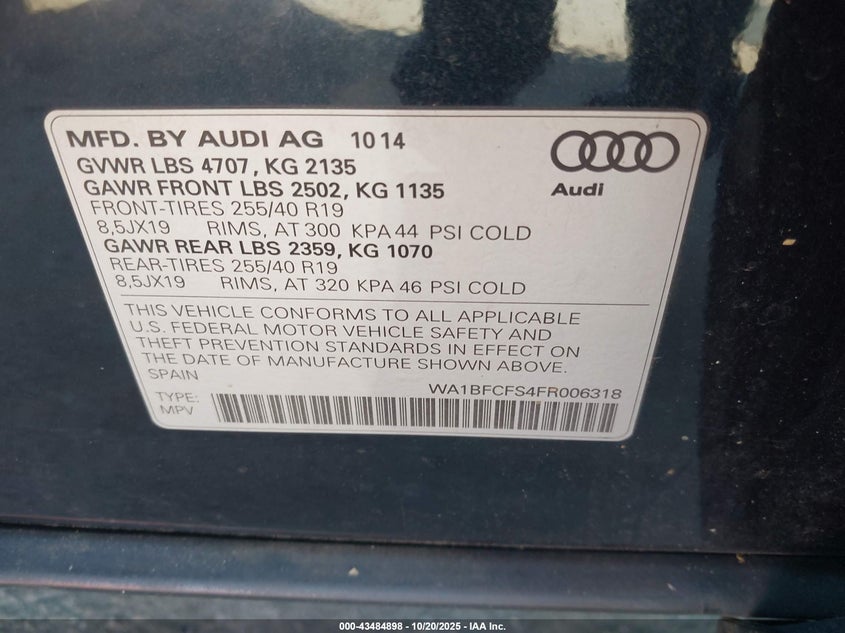 MFD. BY AUDI AG 10 14
GVWR LBS 4707, KG 2135
GAWR FRONT LBS 2502, KG 1135
FRONT-TIRES 255/40 R19
8,5JX19 RIMS, AT 300 KPA 44 PSI COLD
GAWR REAR LBS 2359, KG 1070
REAR-TIRES 255/40 R19
8,5JX19 RIMS, AT 320 KPA 46 PSI COLD
Audi
THIS VEHICLE CONFORMS TO ALL APPLICABLE
U.S. FEDERAL MOTOR VEHICLE SAFETY AND
THEFT PREVENTION STANDARDS IN EFFECT ON
THE DATE OF MANUFACTURE SHOWN ABOVE.
SPAIN
WA1BFCFS4FR006318
TYPE:
MPV
000-43484898 - 10/20/2025 - IAA Inc.